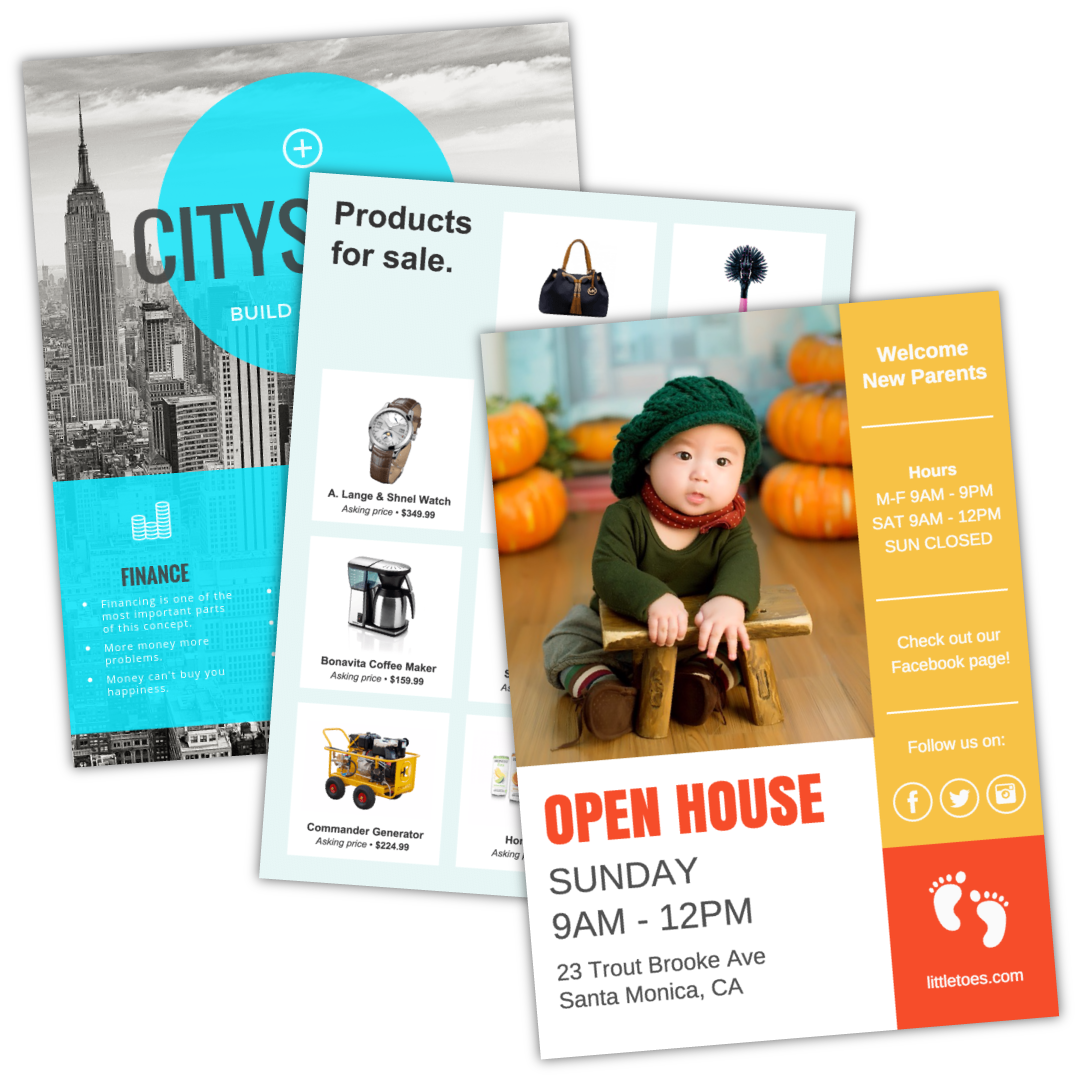 CITYS
BUILD
FINANCE
Financing is one of the
most important parts
of this concept.
More money more
problems.
Money can't buy you
happiness.
Products
for sale.
A. Lange & Shnel Watch
Asking price • $349.99
Bonavita Coffee Maker
Asking price • $159.99
Commander Generator
Asking price • $224.99
S
As
Hor
Asking p
Welcome
New Parents
Hours
M-F 9AM - 9PM
SAT 9AM - 12PM
SUN CLOSED
Check out our
Facebook page!
Follow us on:
OPEN HOUSE
SUNDAY
9AM - 12PM
23 Trout Brooke Ave
Santa Monica, CA
littletoes.com